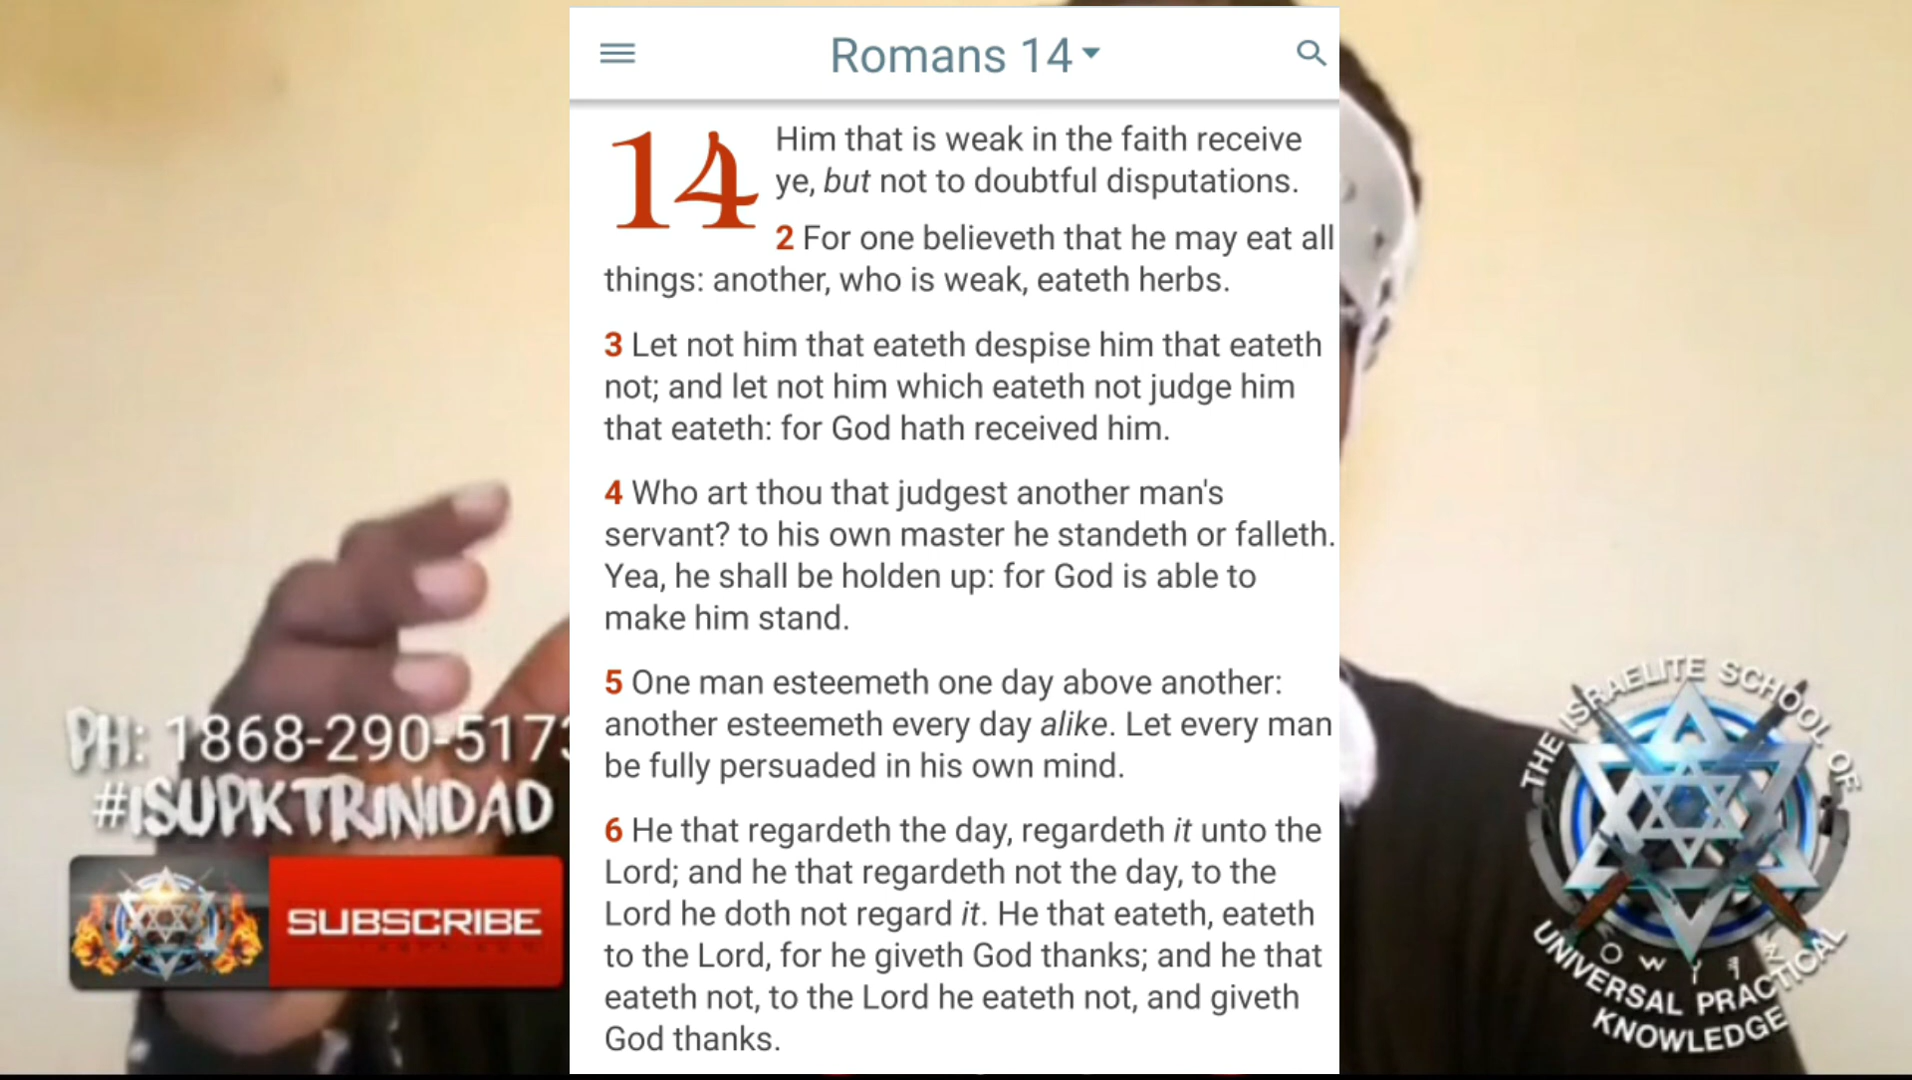 Romans 14
14
Him that is weak in the faith receive
ye, but not to doubtful disputations.
2 For one believeth that he may eat all
things: another, who is weak, eateth herbs.
3 Let not him that eateth despise him that eateth
not; and let not him which eateth not judge him
that eateth: for God hath received him.
4 Who art thou that judgest another man's
servant? to his own master he standeth or falleth.
Yea, he shall be holden up: for God is able to
make him stand.
5 One man esteemeth one day above another:
another esteemeth every day alike. Let every man
be fully persuaded in his own mind.
6 He that regardeth the day, regardeth it unto the
Lord; and he that regardeth not the day, to the
Lord he doth not regard it. He that eateth, eateth
to the Lord, for he giveth God thanks; and he that
eateth not, to the Lord he eateth not, and giveth
God thanks.
PH: 1868-290-5173
#ISUPKTRINIDAD
SUBSCRIBE
THE ISRAELITE SCHOOL OF
UNIVERSAL PRACTICAL
KNOWLEDGE